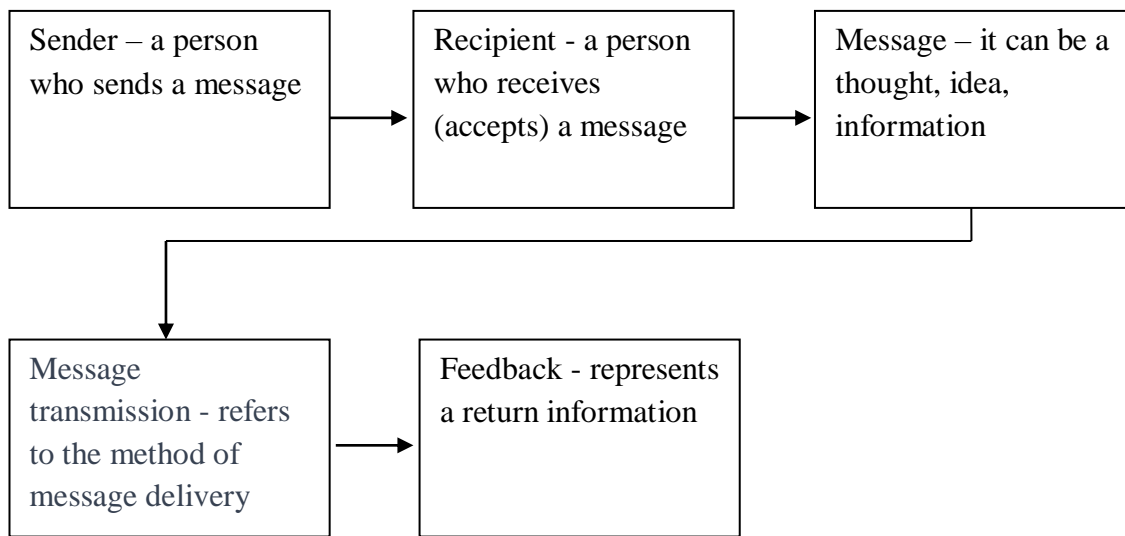 Sender – a person
who sends a message
Recipient - a person
who receives
(accepts) a message
Message – it can be a
thought, idea,
information
Message
transmission - refers
to the method of
message delivery
Feedback - represents
a return information